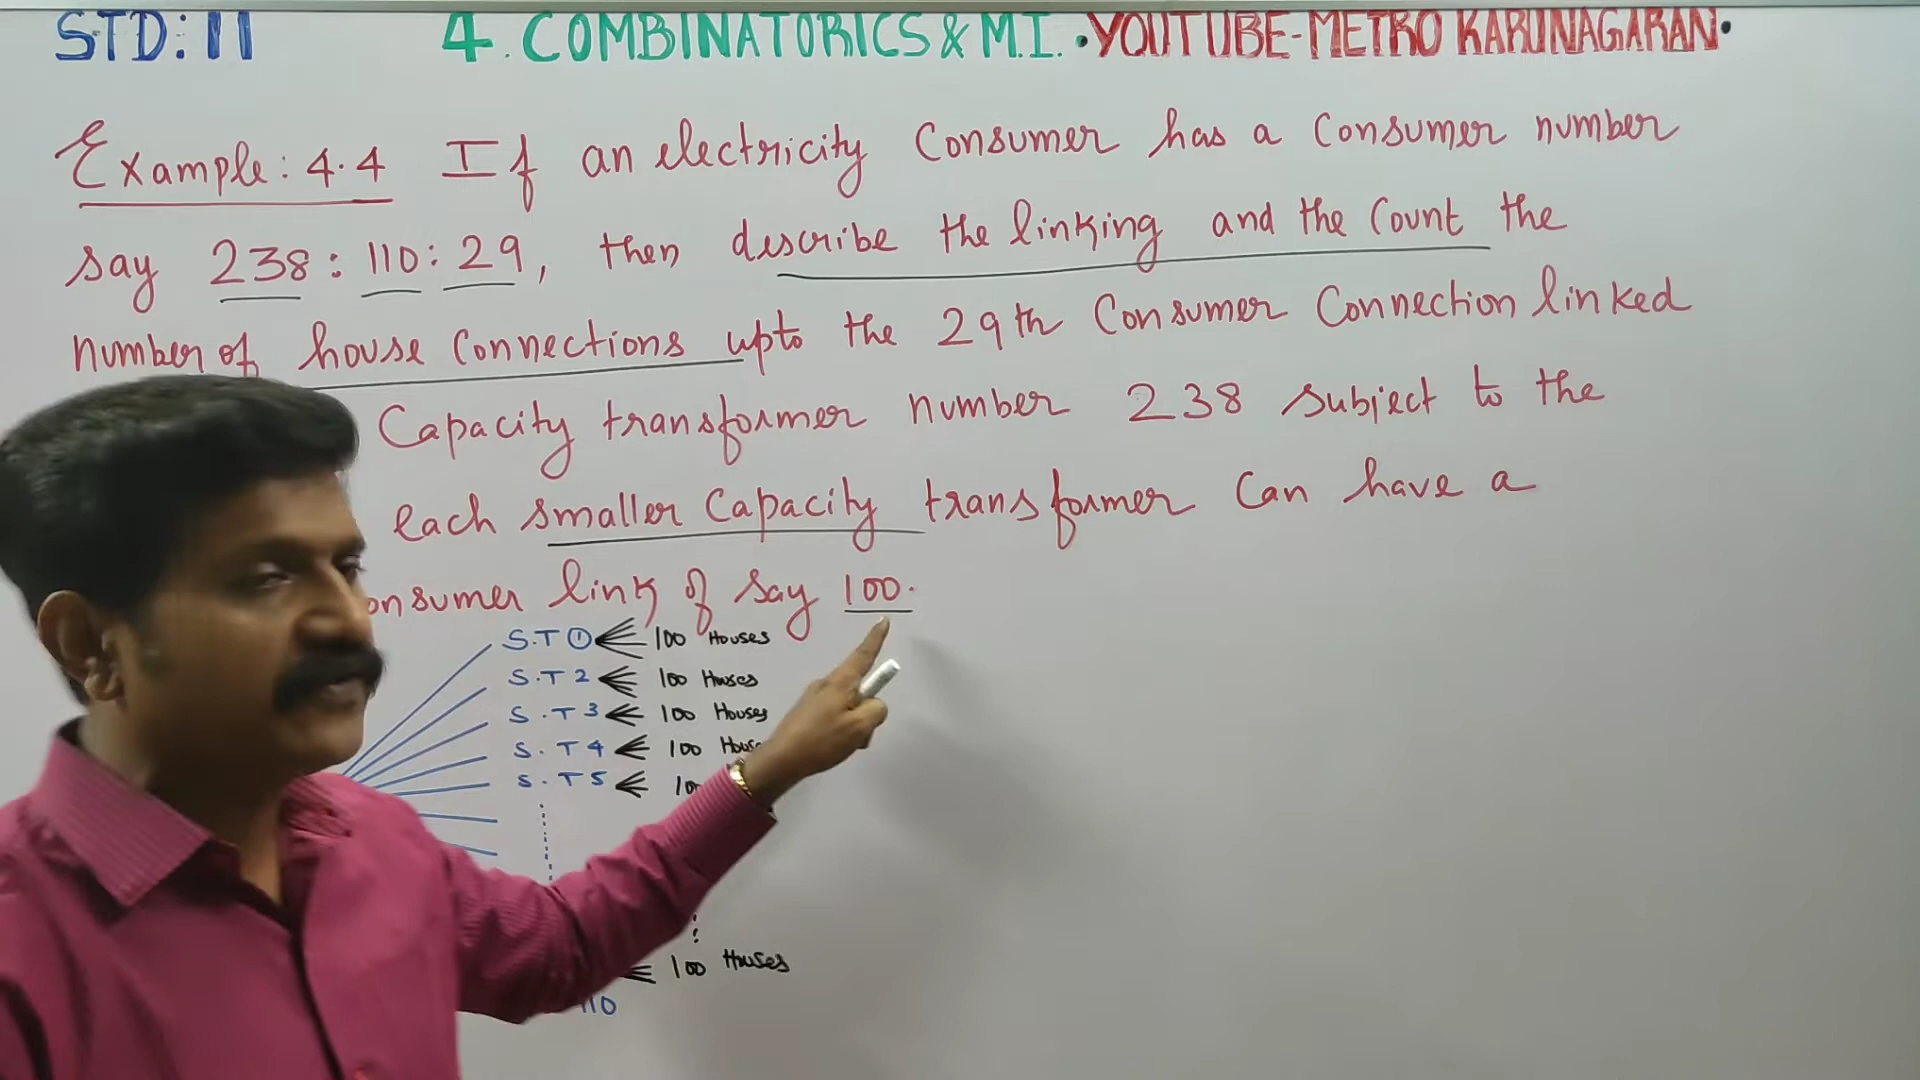 STD: 11 4. COMBINATORICS & M.I. •YOUTUBE-METRO KARUNAGARAN•
Example: 4.4 If an electricity Consumer has a Consumer number
say 238 : 110 : 29, then describe the linking and the Count the
number of house Connections upto the 29th Consumer Connection linked
Capacity transformer number 238 subject to the
each smaller Capacity transformer Can have a
onsumer link of say 100.
S.T 1 100 Houses
S.T 2 100 Houses
S.T 3 100 Houses
S.T 4 100
S.T 5
100 Houses
110